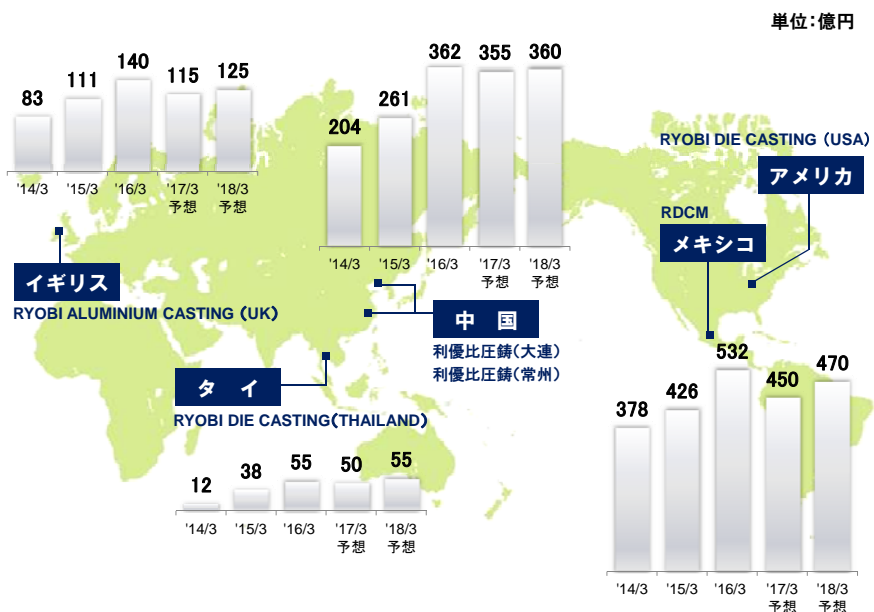 単位：億円
83
111
140
115
125
'14/3
'15/3
'16/3
'17/3
予想
'18/3
予想
イギリス
RYOBI ALUMINIUM CASTING （UK）
204
261
362
355
360
'14/3
'15/3
'16/3
'17/3
予想
'18/3
予想
中　国
利優比圧鋳（大連）
利優比圧鋳（常州）
タ　イ
RYOBI DIE CASTING（THAILAND）
12
38
55
50
55
'14/3
'15/3
'16/3
'17/3
予想
'18/3
予想
RYOBI DIE CASTING （USA）
アメリカ
RDCM
メキシコ
378
426
532
450
470
'14/3
'15/3
'16/3
'17/3
予想
'18/3
予想